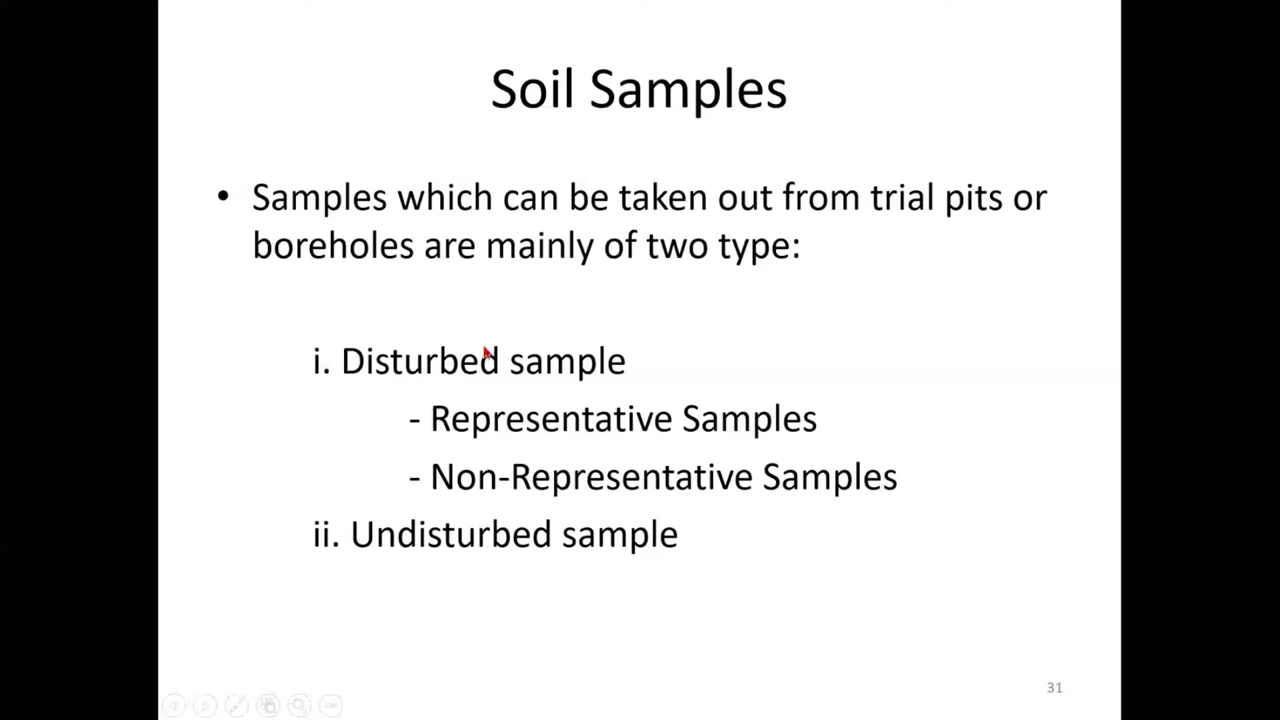 Soil Samples
• Samples which can be taken out from trial pits or
boreholes are mainly of two type:
i. Disturbed sample
- Representative Samples
- Non-Representative Samples
ii. Undisturbed sample
31